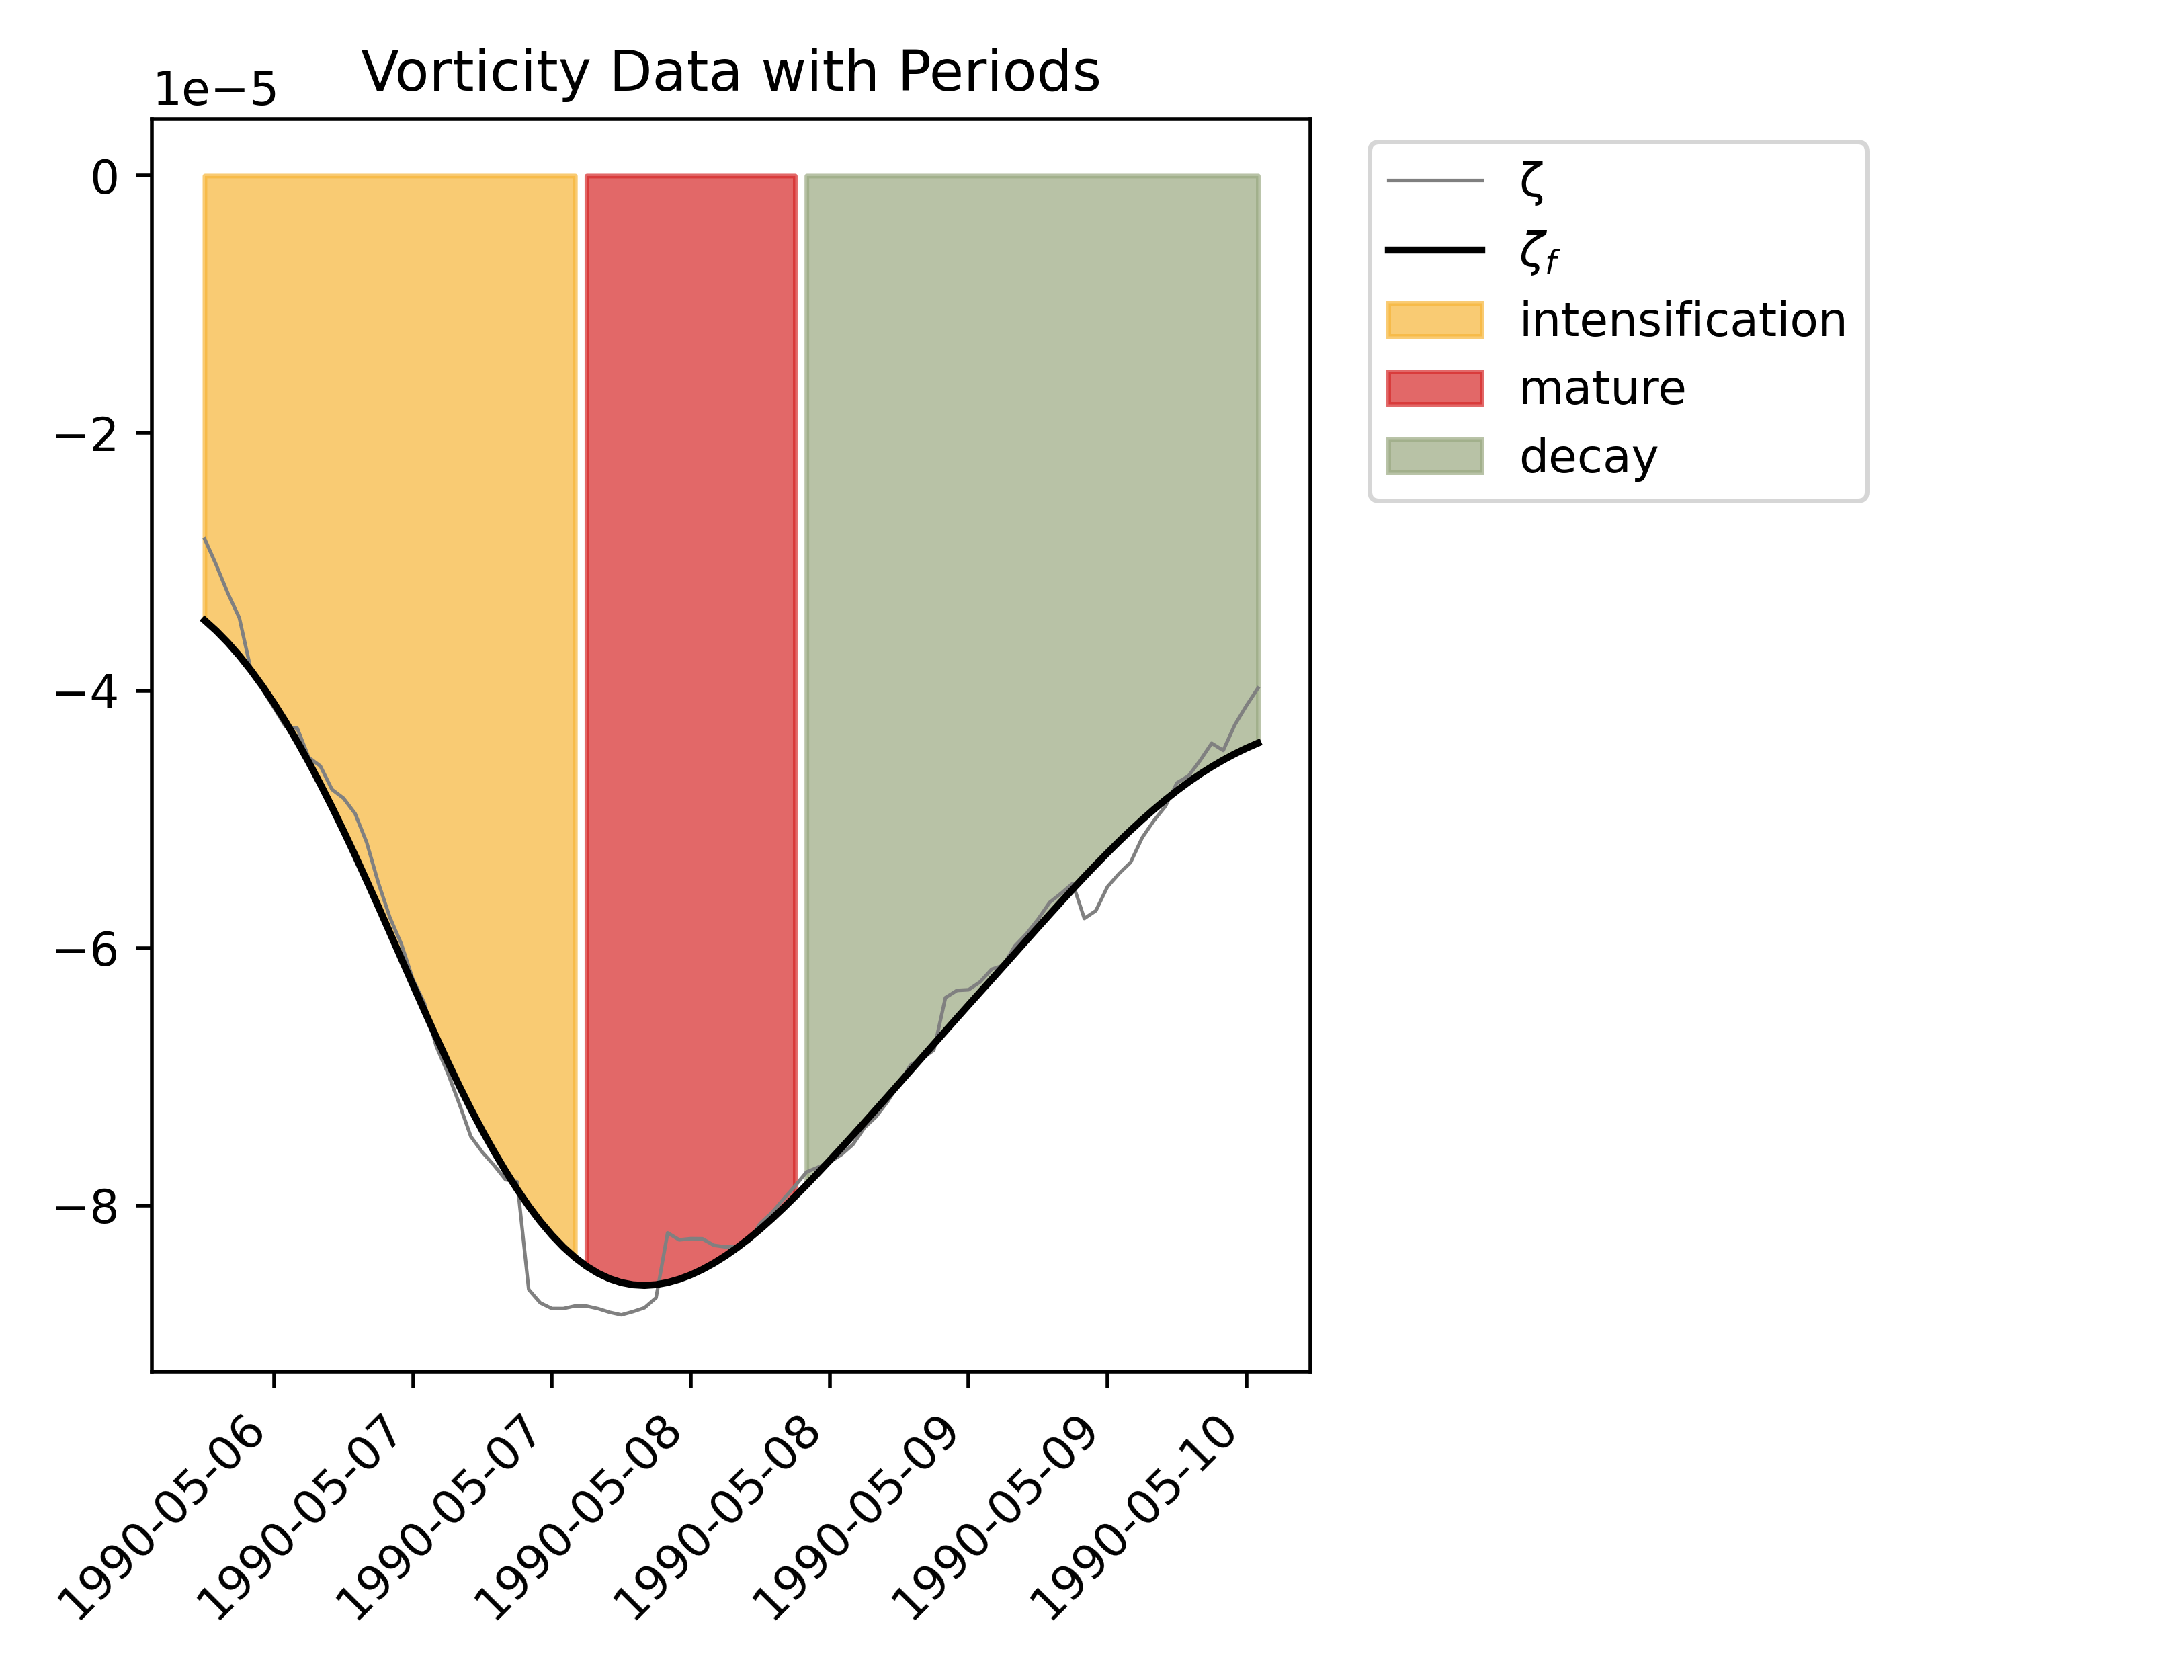 Vorticity Data with Periods
1e−5
0
−2
−4
−6
−8
1990-05-06
1990-05-07
1990-05-07
1990-05-08
1990-05-08
1990-05-09
1990-05-09
1990-05-10
ζ
ζf
intensification
mature
decay